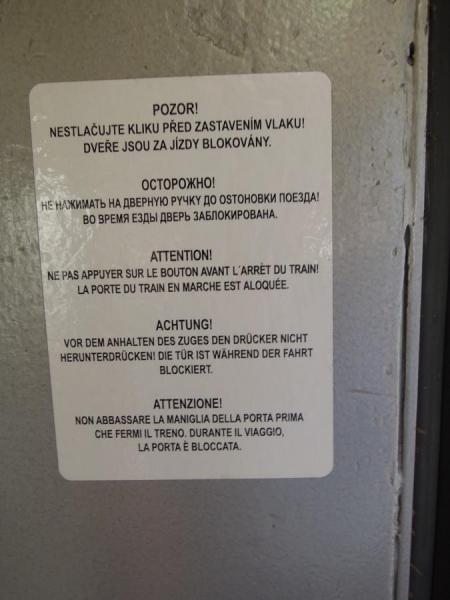 POZOR!
NESTLAČUJTE KLIKU PŘED ZASTAVENÍM VLAKU!
DVEŘE JSOU ZA JÍZDY BLOKOVÁNY.
ОСТОРОЖНО!
НЕ НАЖИМАТЬ НА ДВЕРНУЮ РУЧКУ ДО ОSТОНОВКИ ПОЕЗДА!
ВО ВРЕМЯ ЕЗДЫ ДВЕРЬ ЗАБЛОКИРОВАНА.
ATTENTION!
NE PAS APPUYER SUR LE BOUTON AVANT L´ARRÈT DU TRAIN!
LA PORTE DU TRAIN EN MARCHE EST ALOQUÉE.
ACHTUNG!
VOR DEM ANHALTEN DES ZUGES DEN DRÜCKER NICHT
HERUNTERDRÜCKEN! DIE TÜR IST WÄHREND DER FAHRT
BLOCKIERT.
ATTENZIONE!
NON ABBASSARE LA MANIGLIA DELLA PORTA PRIMA
CHE FERMI IL TRENO. DURANTE IL VIAGGIO,
LA PORTA È BLOCCATA.